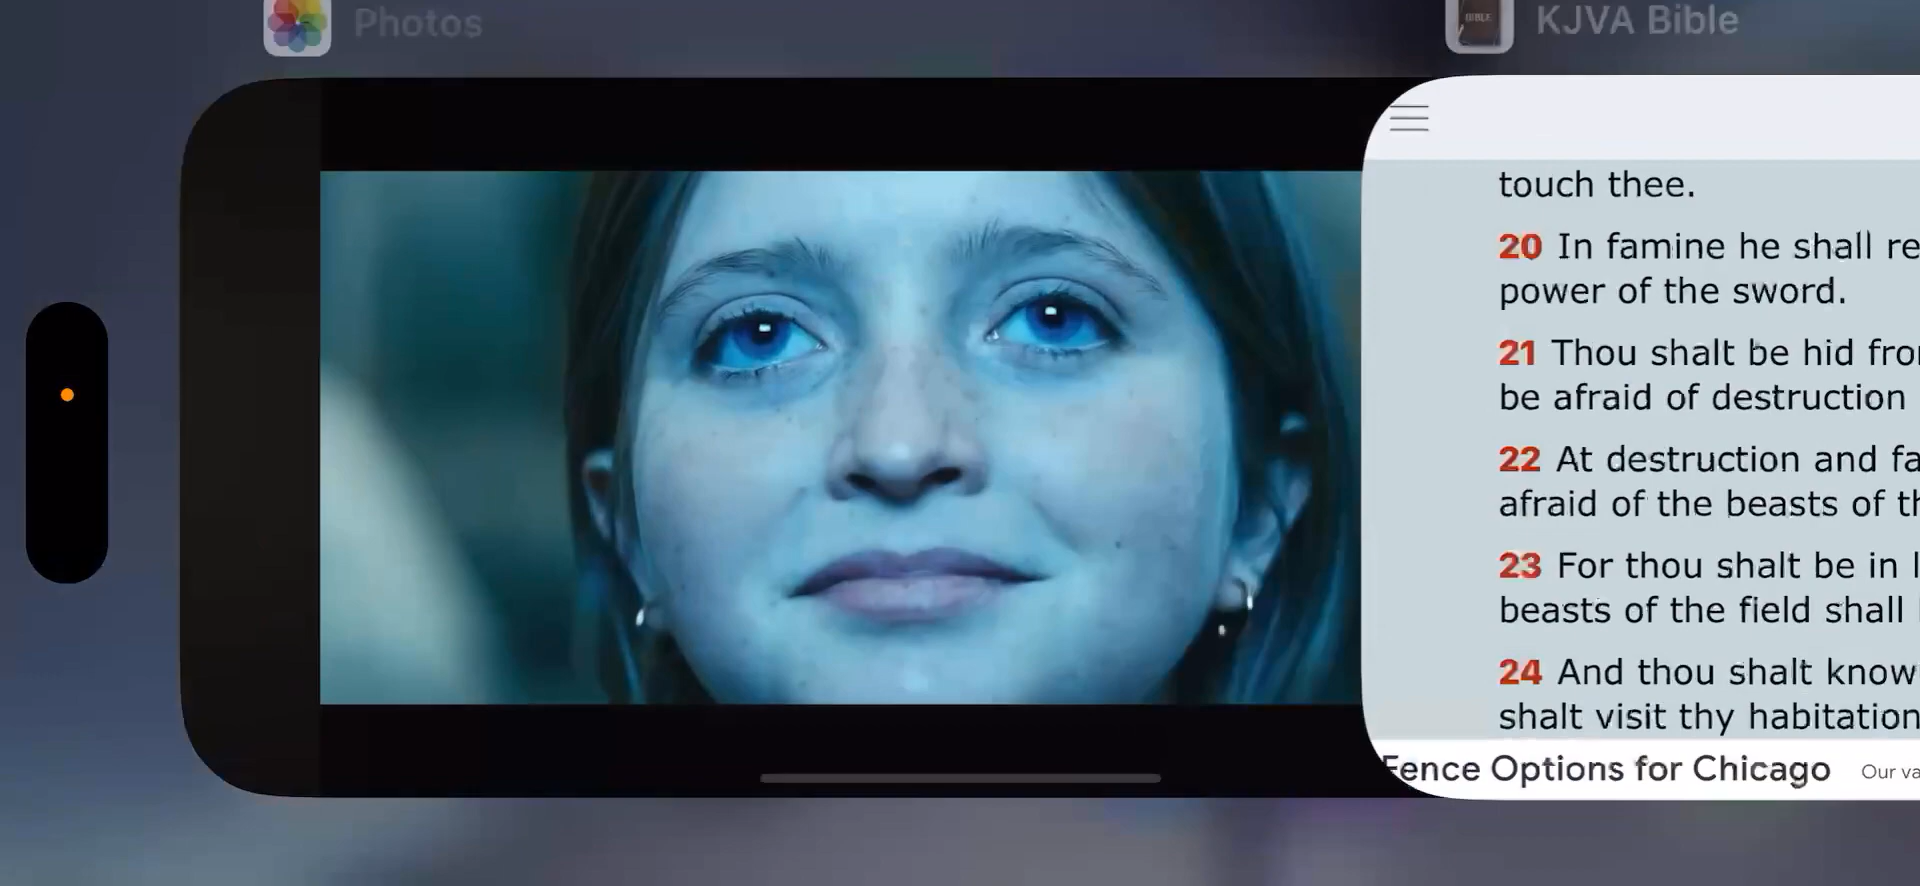 Photos
KJVA Bible
BIBLE
touch thee.
20 In famine he shall re
power of the sword.
21 Thou shalt be hid fro
be afraid of destruction
22 At destruction and fa
afraid of the beasts of th
23 For thou shalt be in l
beasts of the field shall
24 And thou shalt know
shalt visit thy habitation
Fence Options for Chicago Our va